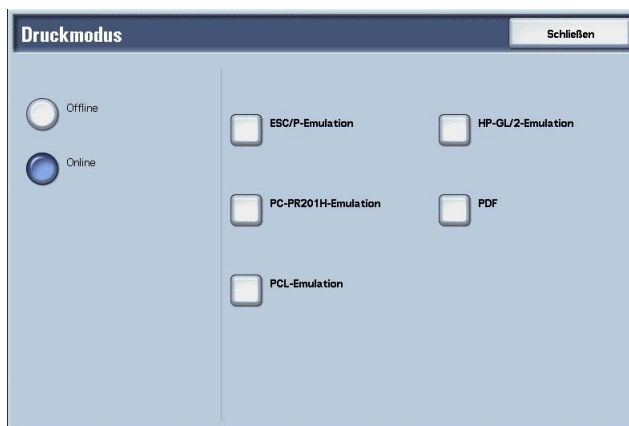 Druckmodus
Schließen
Offline
Online
ESC/P-Emulation
HP-GL/2-Emulation
PC-PR201H-Emulation
PDF
PCL-Emulation